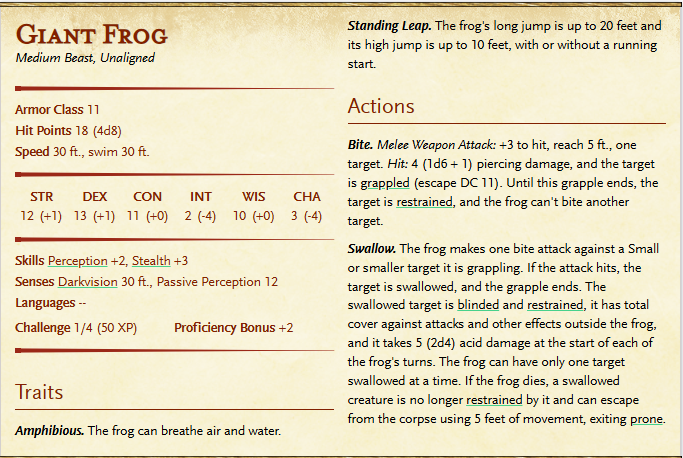 Giant Frog
Medium Beast, Unaligned
Armor Class 11
Hit Points 18 (4d8)
Speed 30 ft., swim 30 ft.
STR DEX CON INT WIS CHA
12 (+1) 13 (+1) 11 (+0) 2 (-4) 10 (+0) 3 (-4)
Skills Perception +2, Stealth +3
Senses Darkvision 30 ft., Passive Perception 12
Languages --
Challenge 1/4 (50 XP) Proficiency Bonus +2
Traits
Amphibious. The frog can breathe air and water.
Standing Leap. The frog's long jump is up to 20 feet and
its high jump is up to 10 feet, with or without a running
start.
Actions
Bite. Melee Weapon Attack: +3 to hit, reach 5 ft., one
target. Hit: 4 (1d6 + 1) piercing damage, and the target
is grappled (escape DC 11). Until this grapple ends, the
target is restrained, and the frog can't bite another
target.
Swallow. The frog makes one bite attack against a Small
or smaller target it is grappling. If the attack hits, the
target is swallowed, and the grapple ends. The
swallowed target is blinded and restrained, it has total
cover against attacks and other effects outside the frog,
and it takes 5 (2d4) acid damage at the start of each of
the frog's turns. The frog can have only one target
swallowed at a time. If the frog dies, a swallowed
creature is no longer restrained by it and can escape
from the corpse using 5 feet of movement, exiting prone.